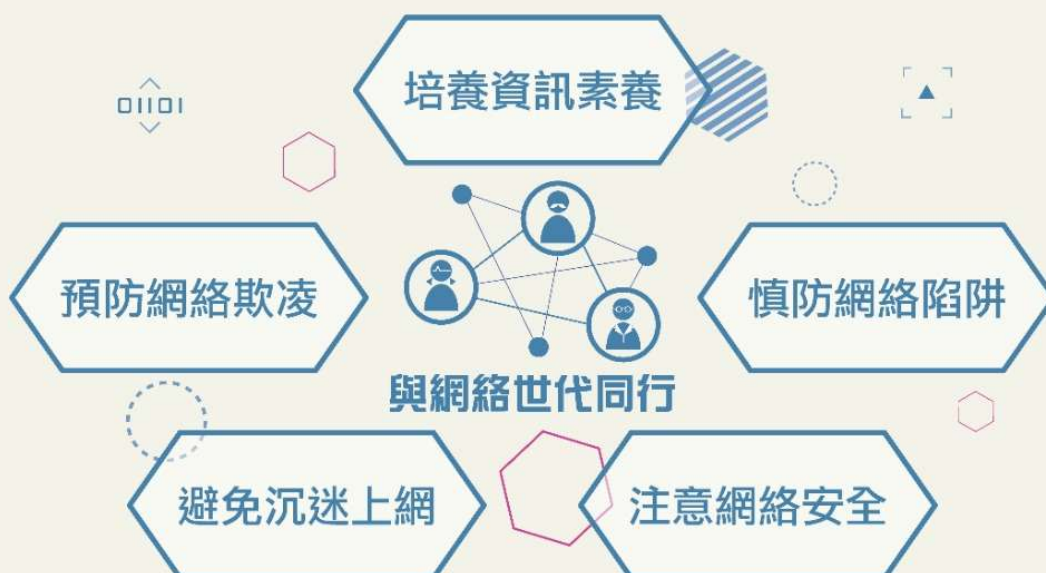 01101
培養資訊素養
預防網絡欺凌
慎防網絡陷阱
與網絡世代同行
避免沉迷上網
注意網絡安全